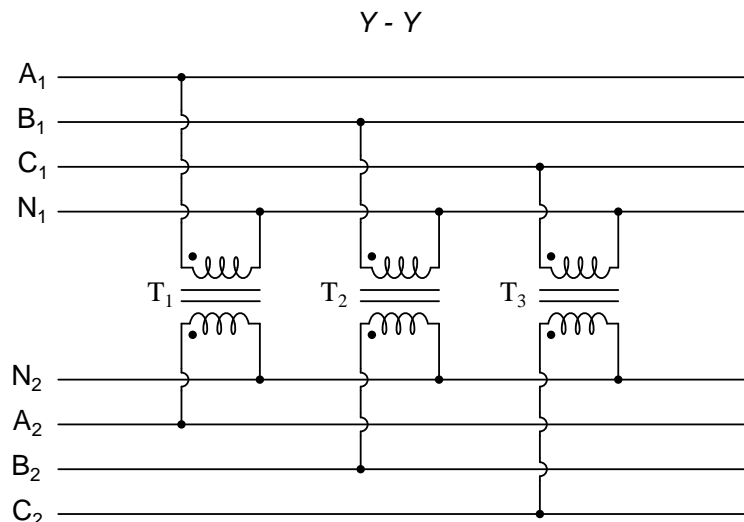 Y - Y
A₁
B₁
C₁
N₁
T₁ T₂ T₃
N₂
A₂
B₂
C₂